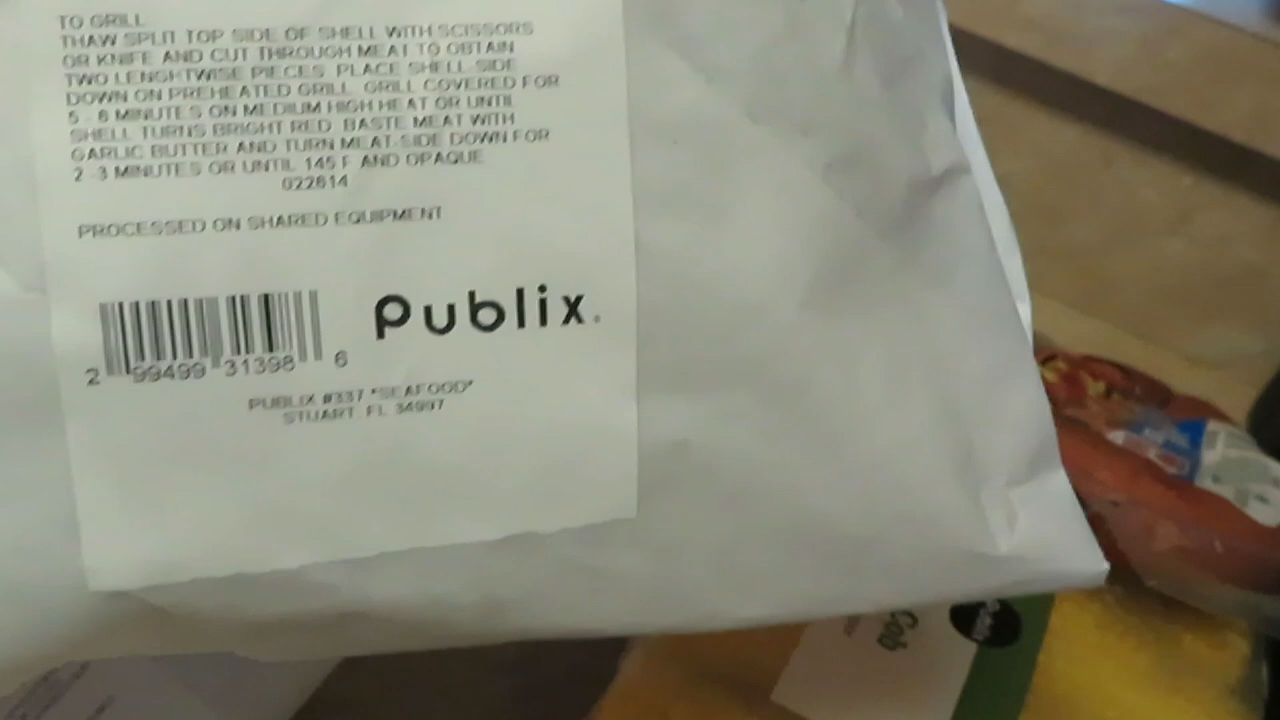 TO GRILL
THAW SPLIT TOP SIDE OF SHELL WITH SCISSORS
OR KNIFE AND CUT THROUGH MEAT TO OBTAIN
TWO LENGHTWISE PIECES. PLACE SHELL-SIDE
DOWN ON PREHEATED GRILL. GRILL COVERED FOR
5 - 6 MINUTES ON MEDIUM HIGH HEAT OR UNTIL
SHELL TURNS BRIGHT RED. BASTE MEAT WITH
GARLIC BUTTER AND TURN MEAT-SIDE DOWN FOR
2 -3 MINUTES OR UNTIL 145 F AND OPAQUE
022614
PROCESSED ON SHARED EQUIPMENT
Publix.
2 99499 31398 6
PUBLIX #337 *SEAFOOD*
STUART, FL 34997
Cob